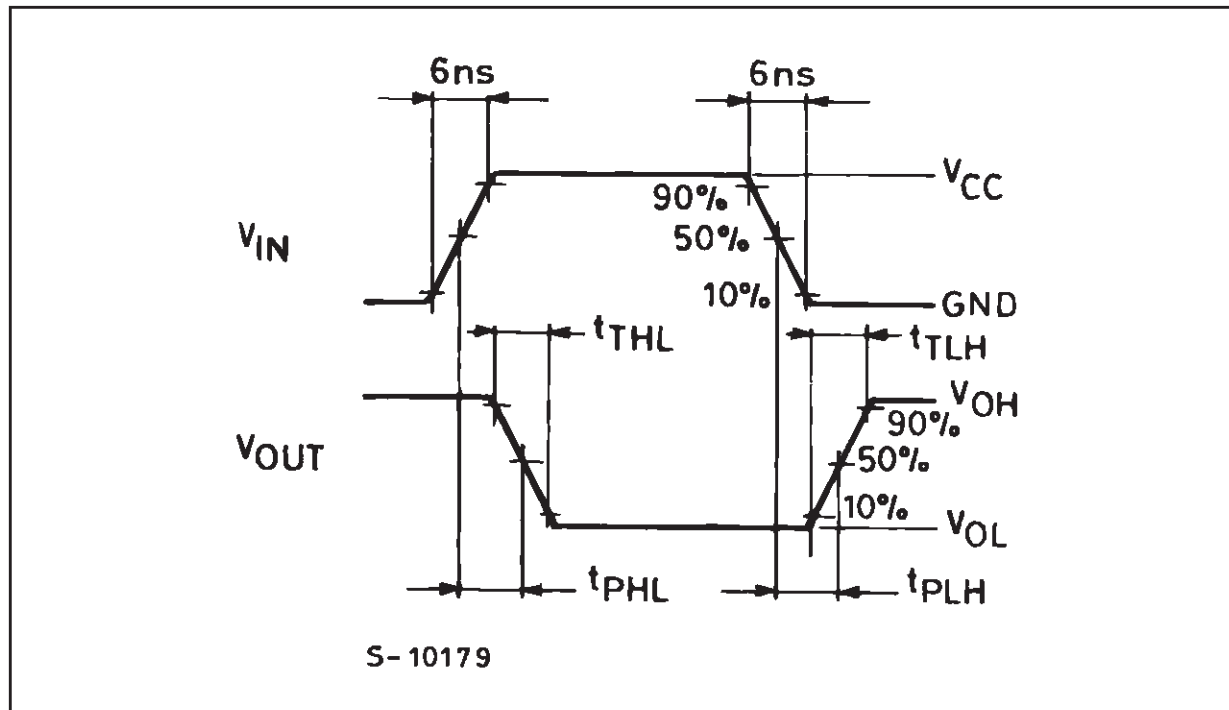 6ns 6ns
VCC
90%
VIN 50%
10%
GND
tTHL tTLH
VOH
90%
VOUT 50%
10%
VOL
tPHL tPLH
S-10179